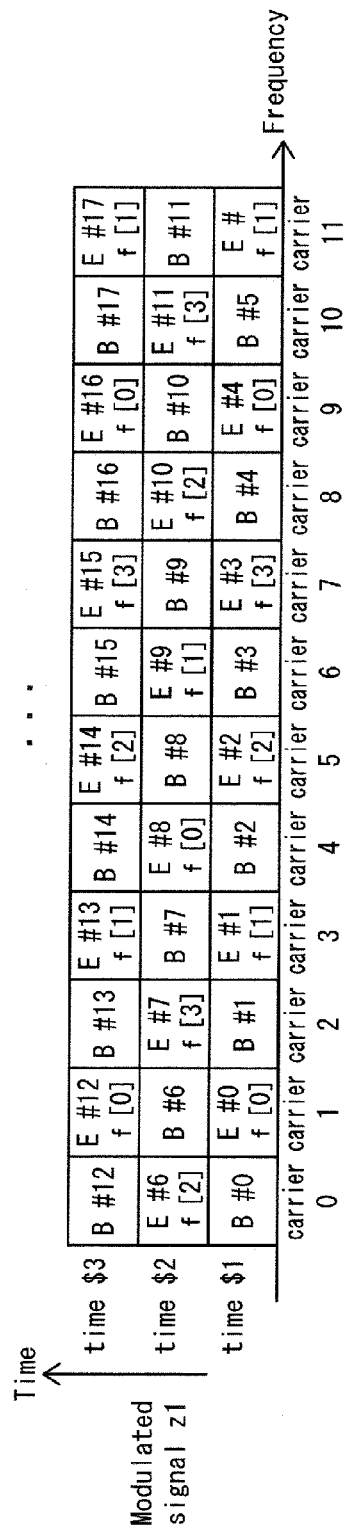 Time
Modulated
signal z1
. . .
time $3
B #12
E #12
f [0]
B #13
E #13
f [1]
B #14
E #14
f [2]
B #15
E #15
f [3]
B #16
E #16
f [0]
B #17
E #17
f [1]
time $2
E #6
f [2]
B #6
E #7
f [3]
B #7
E #8
f [0]
B #8
E #9
f [1]
B #9
E #10
f [2]
B #10
E #11
f [3]
B #11
time $1
B #0
E #0
f [0]
B #1
E #1
f [1]
B #2
E #2
f [2]
B #3
E #3
f [3]
B #4
E #4
f [0]
B #5
E #
f [1]
Frequency
carrier carrier carrier carrier carrier carrier carrier carrier carrier carrier carrier carrier
0 1 2 3 4 5 6 7 8 9 10 11